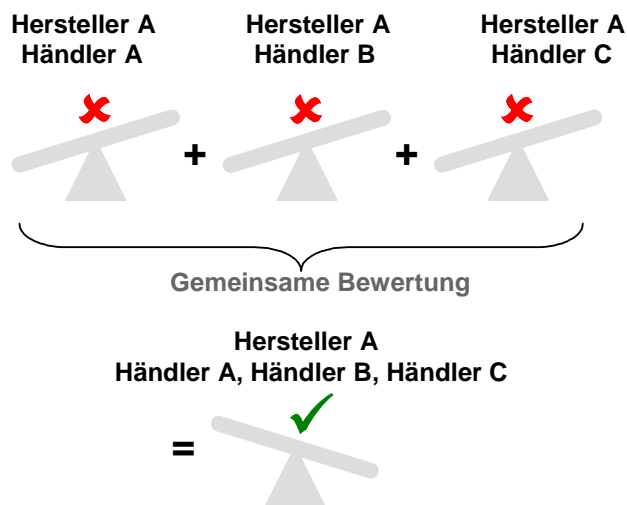 Hersteller A
Händler A
Hersteller A
Händler B
Hersteller A
Händler C
+
+
Gemeinsame Bewertung
Hersteller A
Händler A, Händler B, Händler C
=